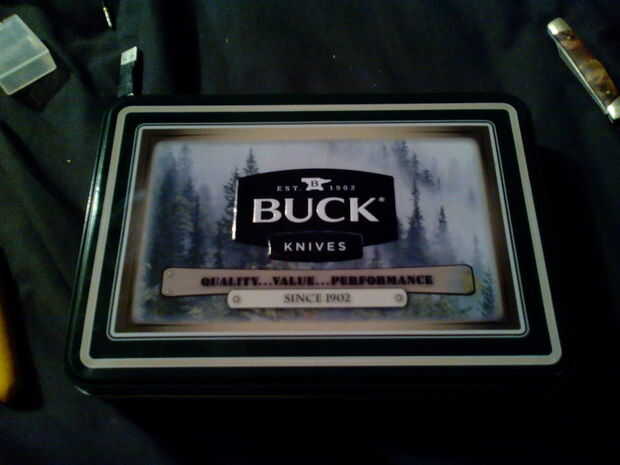 EST. B 1902
BUCK®
KNIVES
QUALITY...VALUE...PERFORMANCE
SINCE 1902